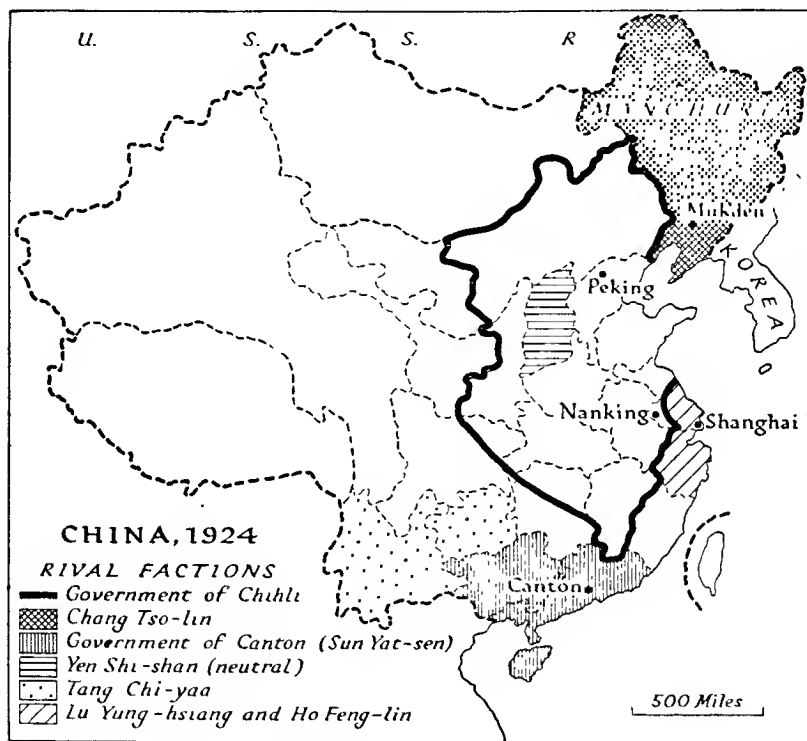 U. S. S. R
MANCHURIA
Mukden
KOREA
Peking
Nanking
Shanghai
Canton
CHINA, 1924
RIVAL FACTIONS
Government of Chihli
Chang Tso-lin
Government of Canton (Sun Yat-sen)
Yen Shi-shan (neutral)
Tang Chi-yaa
Lu Yung-hsiang and Ho Feng-lin
500 Miles